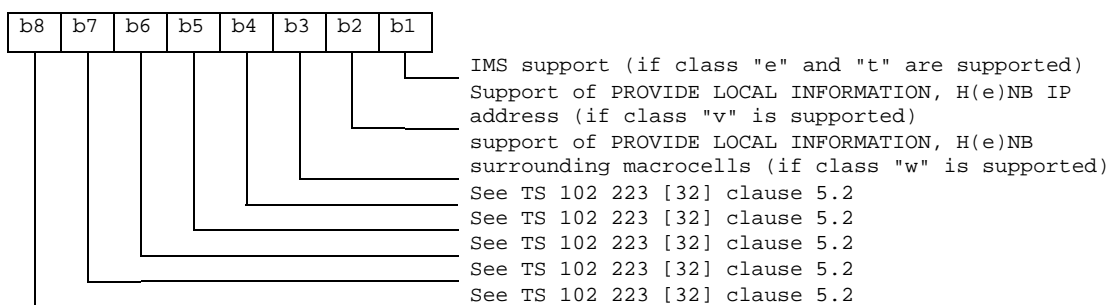 b8 b7 b6 b5 b4 b3 b2 b1
IMS support (if class "e" and "t" are supported)
Support of PROVIDE LOCAL INFORMATION, H(e)NB IP
address (if class "v" is supported)
support of PROVIDE LOCAL INFORMATION, H(e)NB
surrounding macrocells (if class "w" is supported)
See TS 102 223 [32] clause 5.2
See TS 102 223 [32] clause 5.2
See TS 102 223 [32] clause 5.2
See TS 102 223 [32] clause 5.2
See TS 102 223 [32] clause 5.2